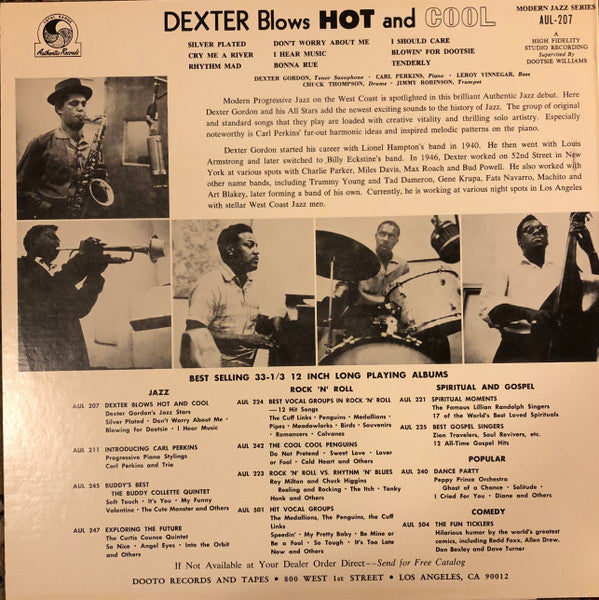 DEXTER Blows HOT and COOL
MODERN JAZZ SERIES
AUL-207
A
HIGH FIDELITY
STUDIO RECORDING
Supervised By
DOOTSIE WILLIAMS
Authentic Records
SILVER PLATED
CRY ME A RIVER
RHYTHM MAD
DON'T WORRY ABOUT ME
I HEAR MUSIC
BONNA RUE
I SHOULD CARE
BLOWIN' FOR DOOTSIE
TENDERLY
DEXTER GORDON, Tenor Saxophone • CARL PERKINS, Piano • LEROY VINNEGAR, Bass
CHUCK THOMPSON, Drums • JIMMY ROBINSON, Trumpet
Modern Progressive Jazz on the West Coast is spotlighted in this brilliant Authentic Jazz debut. Here
Dexter Gordon and his All Stars add the newest exciting sounds to the history of Jazz. The group of original
and standard songs that they play are loaded with creative vitality and thrilling solo artistry. Especially
noteworthy is Carl Perkins' far-out harmonic ideas and inspired melodic patterns on the piano.
Dexter Gordon started his career with Lionel Hampton's band in 1940. He then went with Louis
Armstrong and later switched to Billy Eckstine's band. In 1946, Dexter worked on 52nd Street in New
York at various spots with Charlie Parker, Miles Davis, Max Roach and Bud Powell. He also worked with
other name bands, including Trummy Young and Tad Dameron, Gene Krupa, Fats Navarro, Machito and
Art Blakey, later forming a band of his own. Currently, he is working at various night spots in Los Angeles
with stellar West Coast Jazz men.
BEST SELLING 33-1/3 12 INCH LONG PLAYING ALBUMS
JAZZ
AUL 207 DEXTER BLOWS HOT AND COOL
Dexter Gordon's Jazz Stars
Silver Plated • Don't Worry About Me •
Blowing for Dootsie • I Hear Music
AUL 211 INTRODUCING CARL PERKINS
Progressive Piano Stylings
Carl Perkins and Trio
AUL 245 BUDDY'S BEST
THE BUDDY COLLETTE QUINTET
Soft Touch • It's You • My Funny
Valentine • The Cute Monster and Others
AUL 247 EXPLORING THE FUTURE
The Curtis Counce Quintet
So Nice • Angel Eyes • Into the Orbit
and Others
ROCK 'N' ROLL
AUL 224 BEST VOCAL GROUPS IN ROCK 'N' ROLL
—12 Hit Songs
The Cuff Links • Penguins • Medallions •
Pipes • Meadowlarks • Birds • Souvenirs
• Romancers • Calvanes
AUL 242 THE COOL COOL PENGUINS
Do Not Pretend • Sweet Love • Lover
or Fool • Cold Heart and Others
AUL 223 ROCK 'N' ROLL VS. RHYTHM 'N' BLUES
Roy Milton and Chuck Higgins
Reeling and Rocking • The Itch • Tonky
Honk and Others
AUL 501 HIT VOCAL GROUPS
The Medallions, The Penguins, the Cuff
Links
Speedin' • My Pretty Baby • Be Mine or
Be a Fool • So Tough • It's Too Late
Now and Others
SPIRITUAL AND GOSPEL
AUL 221 SPIRITUAL MOMENTS
The Famous Lillian Randolph Singers
17 of the World's Best Loved Spirituals
AUL 225 BEST GOSPEL SINGERS
Zion Travelers, Soul Revivers, etc.
12 All-Time Gospel Hits
POPULAR
AUL 240 DANCE PARTY
Peppy Prince Orchestra
Ghost of a Chance • Solitude •
I Cried For You • Diane and Others
COMEDY
AUL 504 THE FUN TICKLERS
Hilarious humor by the world's greatest
comics, including Redd Foxx, Allen Drew,
Don Bexley and Dave Turner
If Not Available at Your Dealer Order Direct—Send for Free Catalog
DOOTO RECORDS AND TAPES • 800 WEST 1st STREET • LOS ANGELES, CA 90012